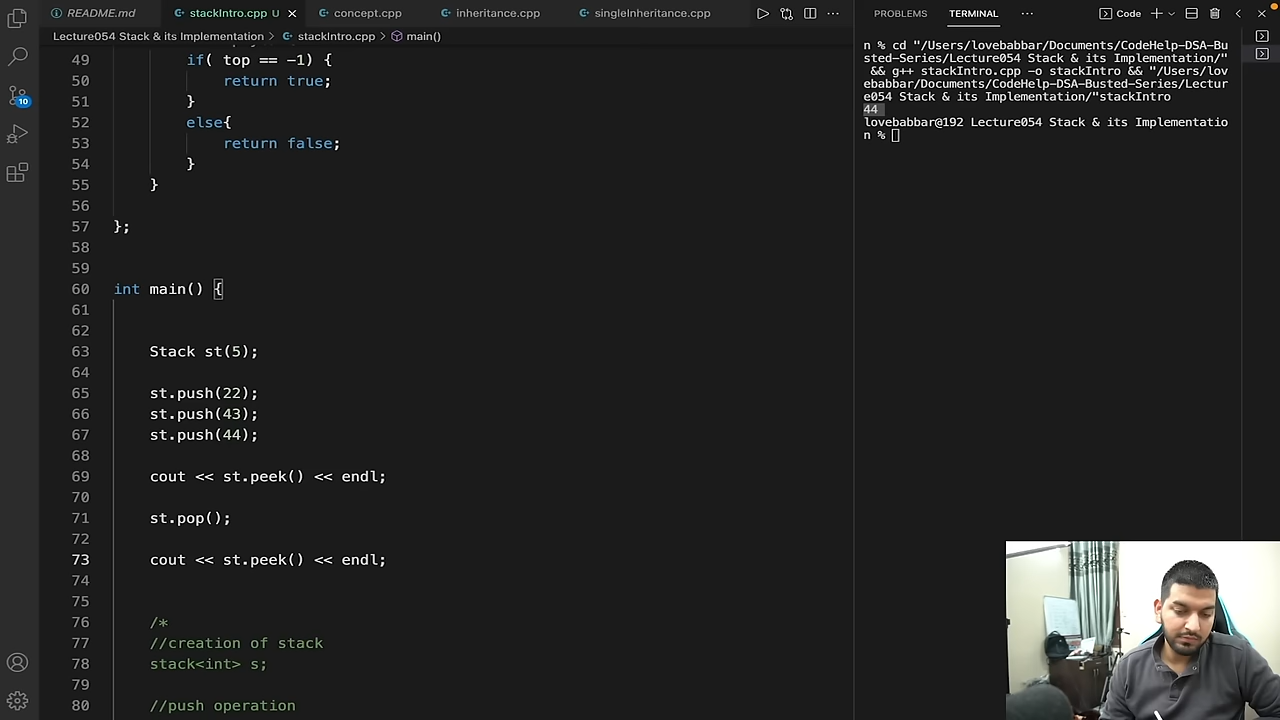 README.md stackIntro.cpp U concept.cpp inheritance.cpp singleInheritance.cpp
Lecture054 Stack & its Implementation > stackIntro.cpp > main()
49 if( top == -1) {
50 return true;
51 }
52 else{
53 return false;
54 }
55 }
56
57 };
58
59
60 int main() {
61
62
63 Stack st(5);
64
65 st.push(22);
66 st.push(43);
67 st.push(44);
68
69 cout << st.peek() << endl;
70
71 st.pop();
72
73 cout << st.peek() << endl;
74
75
76 /*
77 //creation of stack
78 stack<int> s;
79
80 //push operation
10
PROBLEMS TERMINAL ··· Code
n % cd "/Users/lovebabbar/Documents/CodeHelp-DSA-Bu
sted-Series/Lecture054 Stack & its Implementation/"
&& g++ stackIntro.cpp -o stackIntro && "/Users/lov
ebabbar/Documents/CodeHelp-DSA-Busted-Series/Lectur
e054 Stack & its Implementation/"stackIntro
44
lovebabbar@192 Lecture054 Stack & its Implementatio
n %